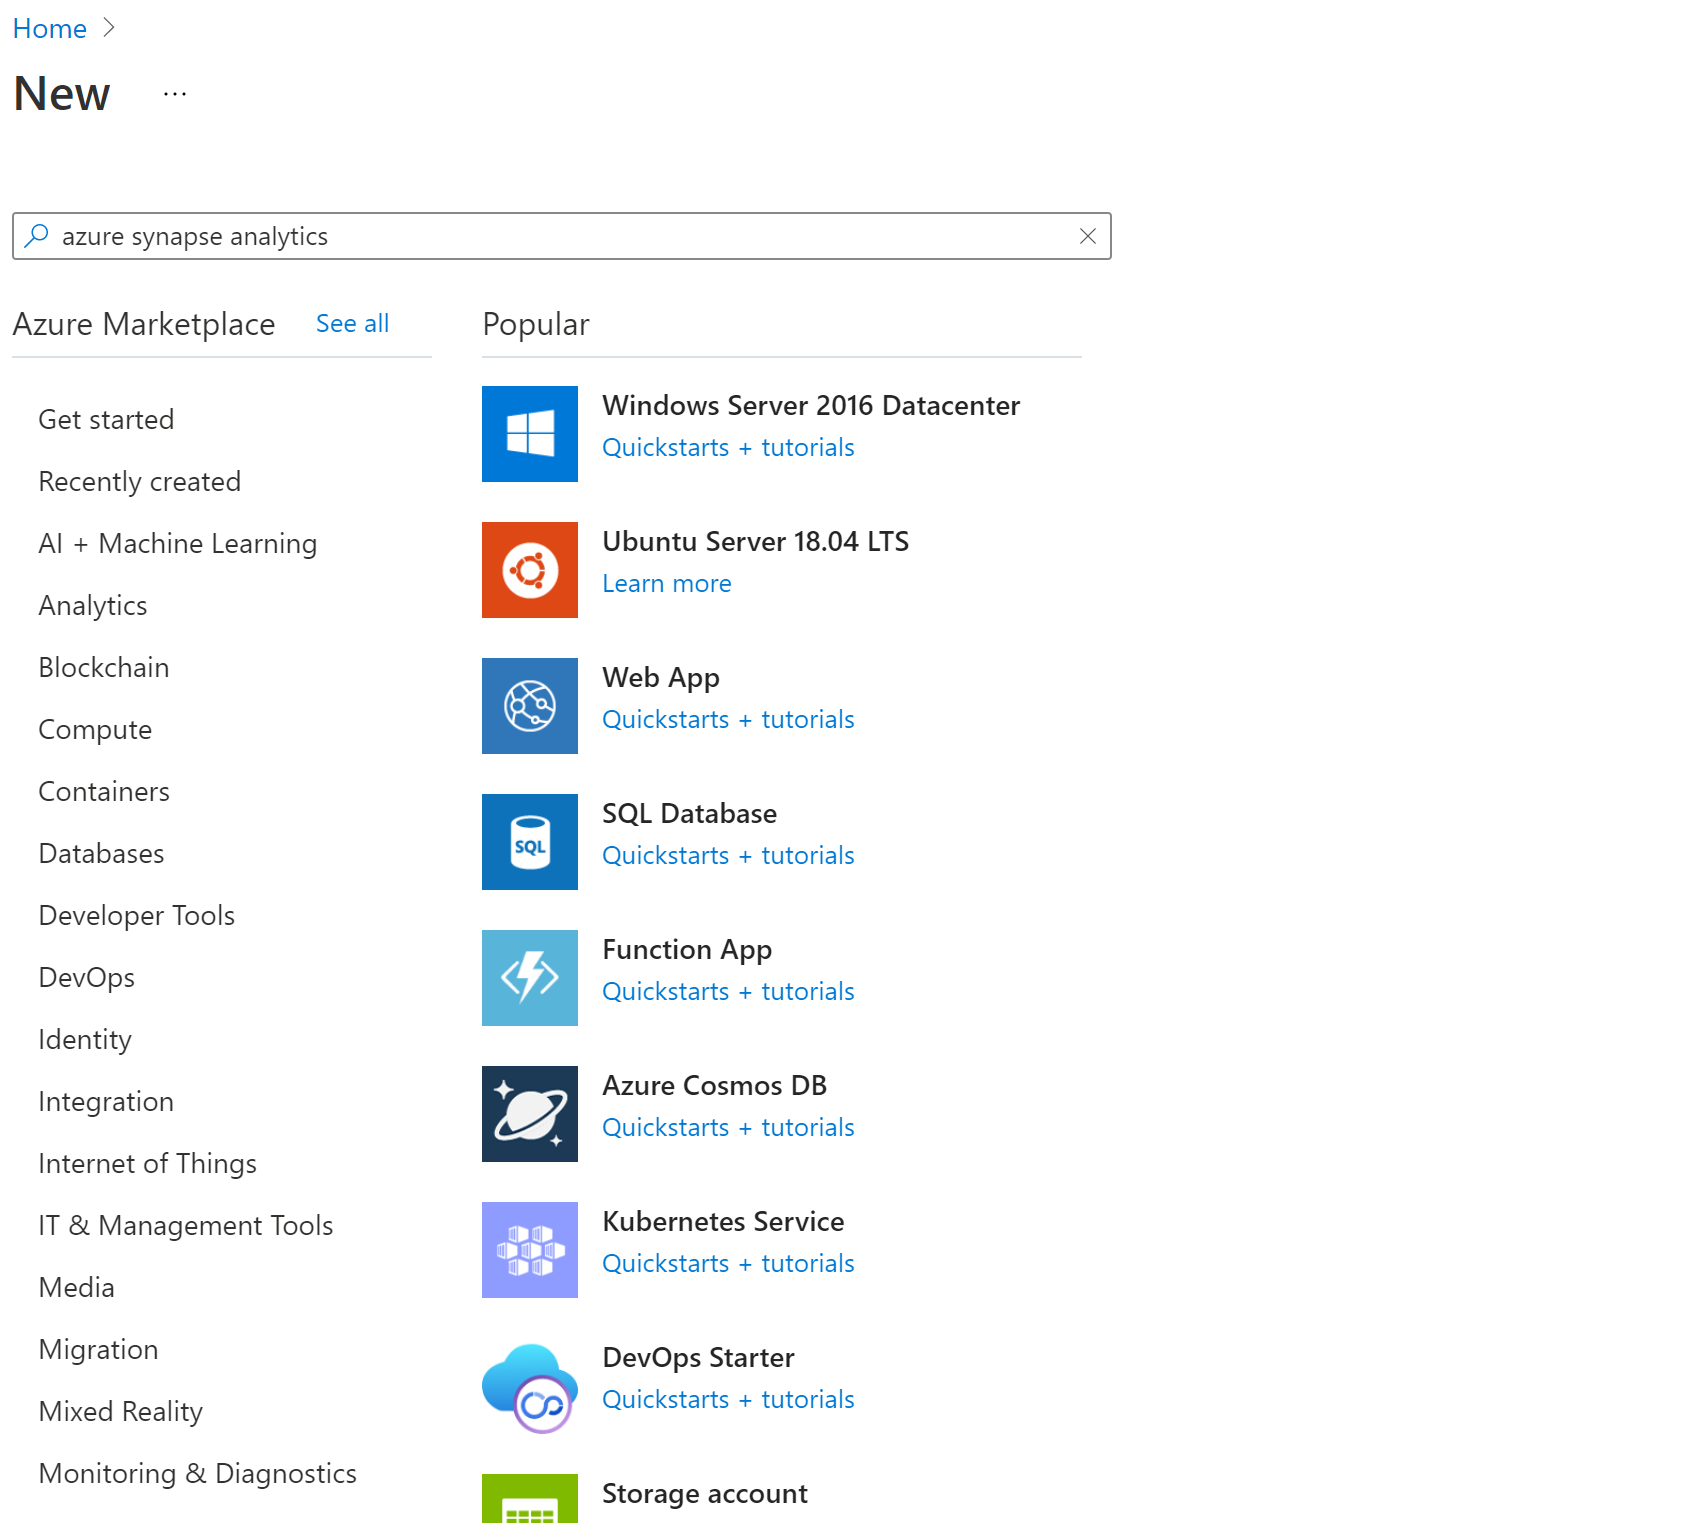 Home
New ...
azure synapse analytics
Azure Marketplace See all
Get started
Recently created
AI + Machine Learning
Analytics
Blockchain
Compute
Containers
Databases
Developer Tools
DevOps
Identity
Integration
Internet of Things
IT & Management Tools
Media
Migration
Mixed Reality
Monitoring & Diagnostics
Popular
Windows Server 2016 Datacenter
Quickstarts + tutorials
Ubuntu Server 18.04 LTS
Learn more
Web App
Quickstarts + tutorials
SQL
SQL Database
Quickstarts + tutorials
Function App
Quickstarts + tutorials
Azure Cosmos DB
Quickstarts + tutorials
Kubernetes Service
Quickstarts + tutorials
DevOps Starter
Quickstarts + tutorials
Storage account